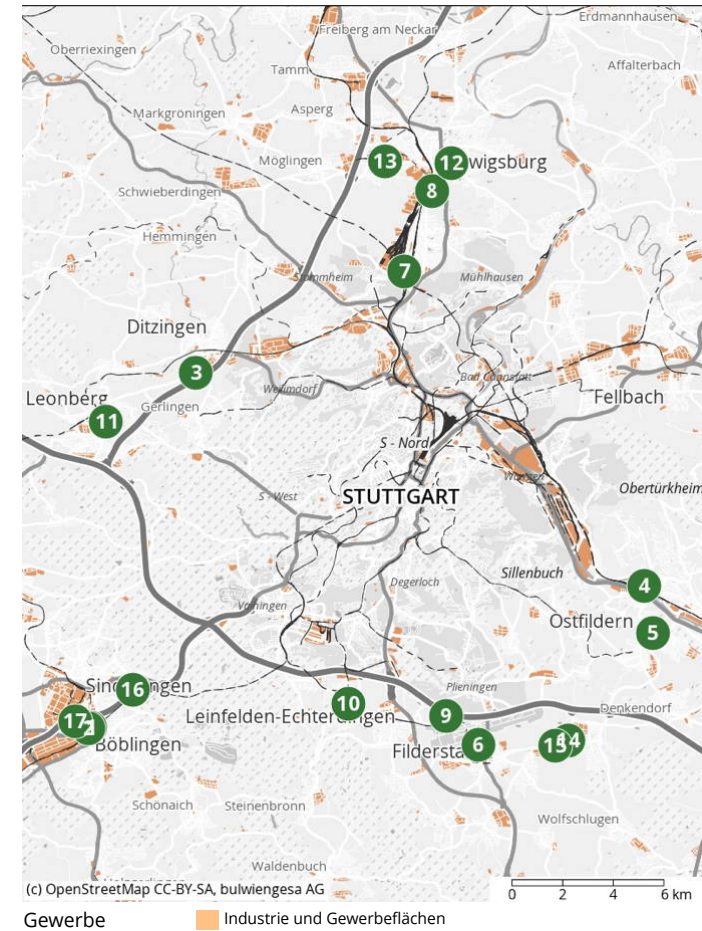 Erdmannhausen
Freiberg am Neckar
Oberriexingen
Affalterbach
Tamm
Asperg
Markgröningen
Möglingen
13
12
wigsburg
8
Schwieberdingen
Hemmingen
7
Stammheim
Mühlhausen
Ditzingen
3
Bad Cannstatt
Weilimdorf
Leonberg
Fellbach
Gerlingen
11
S - Nord
Wangen
Obertürkheim
S - West
STUTTGART
Sillenbuch
Degerloch
4
Vaihingen
Ostfildern
5
Plieningen
16
10
Denkendorf
Leinfelden-Echterdingen
9
17
2
Böblingen
6
Fildersta
15
14
Schönaich
Steinenbronn
Wolfschlugen
Waldenbuch
(c) OpenStreetMap CC-BY-SA, bulwiengesa AG
0 2 4 6 km
Gewerbe
Industrie und Gewerbeflächen